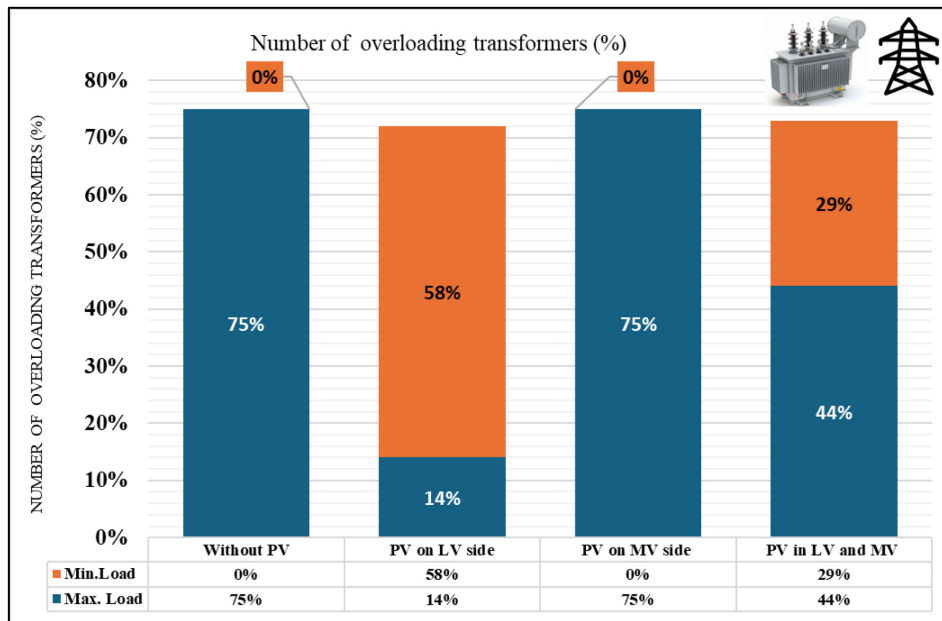 Number of overloading transformers (%)
NUMBER OF OVERLOADING TRANSFORMERS (%)
80%
70%
60%
50%
40%
30%
20%
10%
0%
0%
0%
75%
58%
14%
75%
29%
44%
Without PV
PV on LV side
PV on MV side
PV in LV and MV
Min.Load 0% 58% 0% 29%
Max. Load 75% 14% 75% 44%